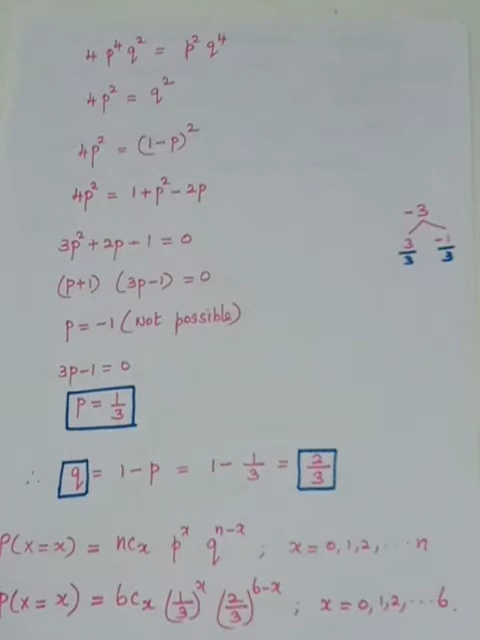 4p⁴q² = p²q⁴
4p² = q²
4p² = (1-p)²
4p² = 1+p²-2p
-3
3p²+2p-1=0
3/3 -1/3
(p+1) (3p-1) =0
p=-1 (Not possible)
3p-1=0
p = 1/3
∴ q = 1-p = 1- 1/3 = 2/3
P(x=x) = ncₓ pˣ qⁿ⁻ˣ ; x=0,1,2,...n
P(x=x) = 6cₓ (1/3)ˣ (2/3)⁶⁻ˣ ; x=0,1,2,...6.